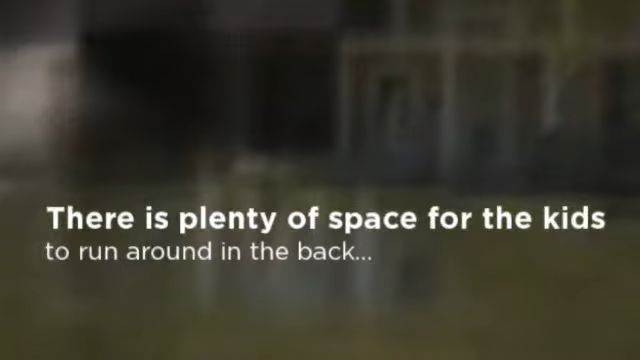 There is plenty of space for the kids
to run around in the back...